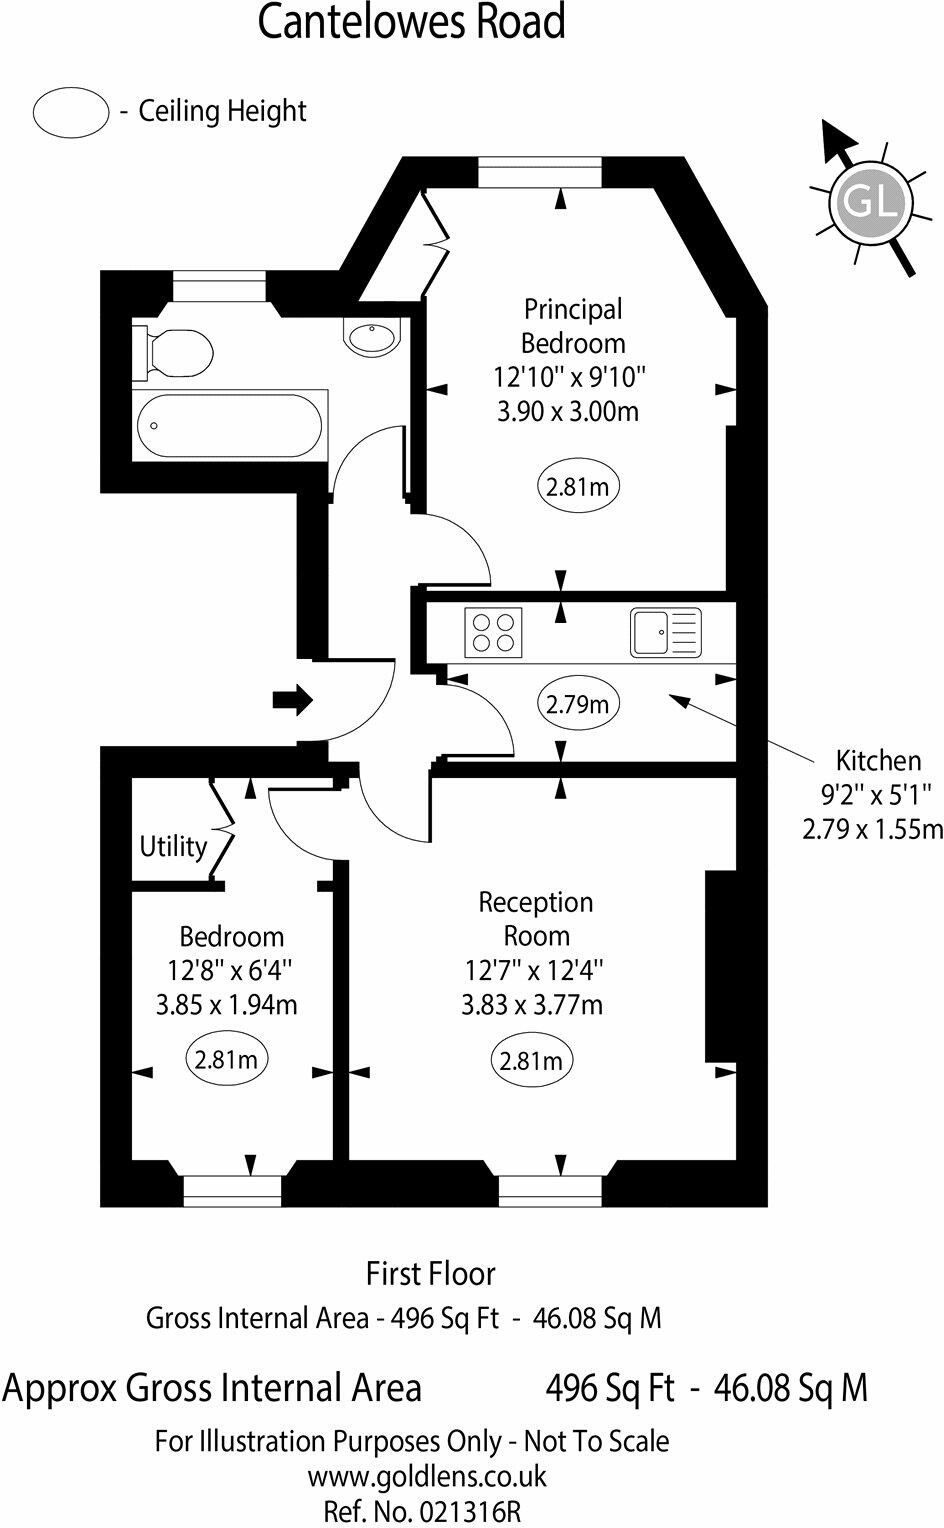 Cantelowes Road
- Ceiling Height
GL
Principal
Bedroom
12'10" x 9'10"
3.90 x 3.00m
2.81m
2.79m
Kitchen
9'2" x 5'1"
2.79 x 1.55m
Utility
Bedroom
12'8" x 6'4"
3.85 x 1.94m
2.81m
Reception
Room
12'7" x 12'4"
3.83 x 3.77m
2.81m
First Floor
Gross Internal Area - 496 Sq Ft - 46.08 Sq M
Approx Gross Internal Area 496 Sq Ft - 46.08 Sq M
For Illustration Purposes Only - Not To Scale
www.goldlens.co.uk
Ref. No. 021316R